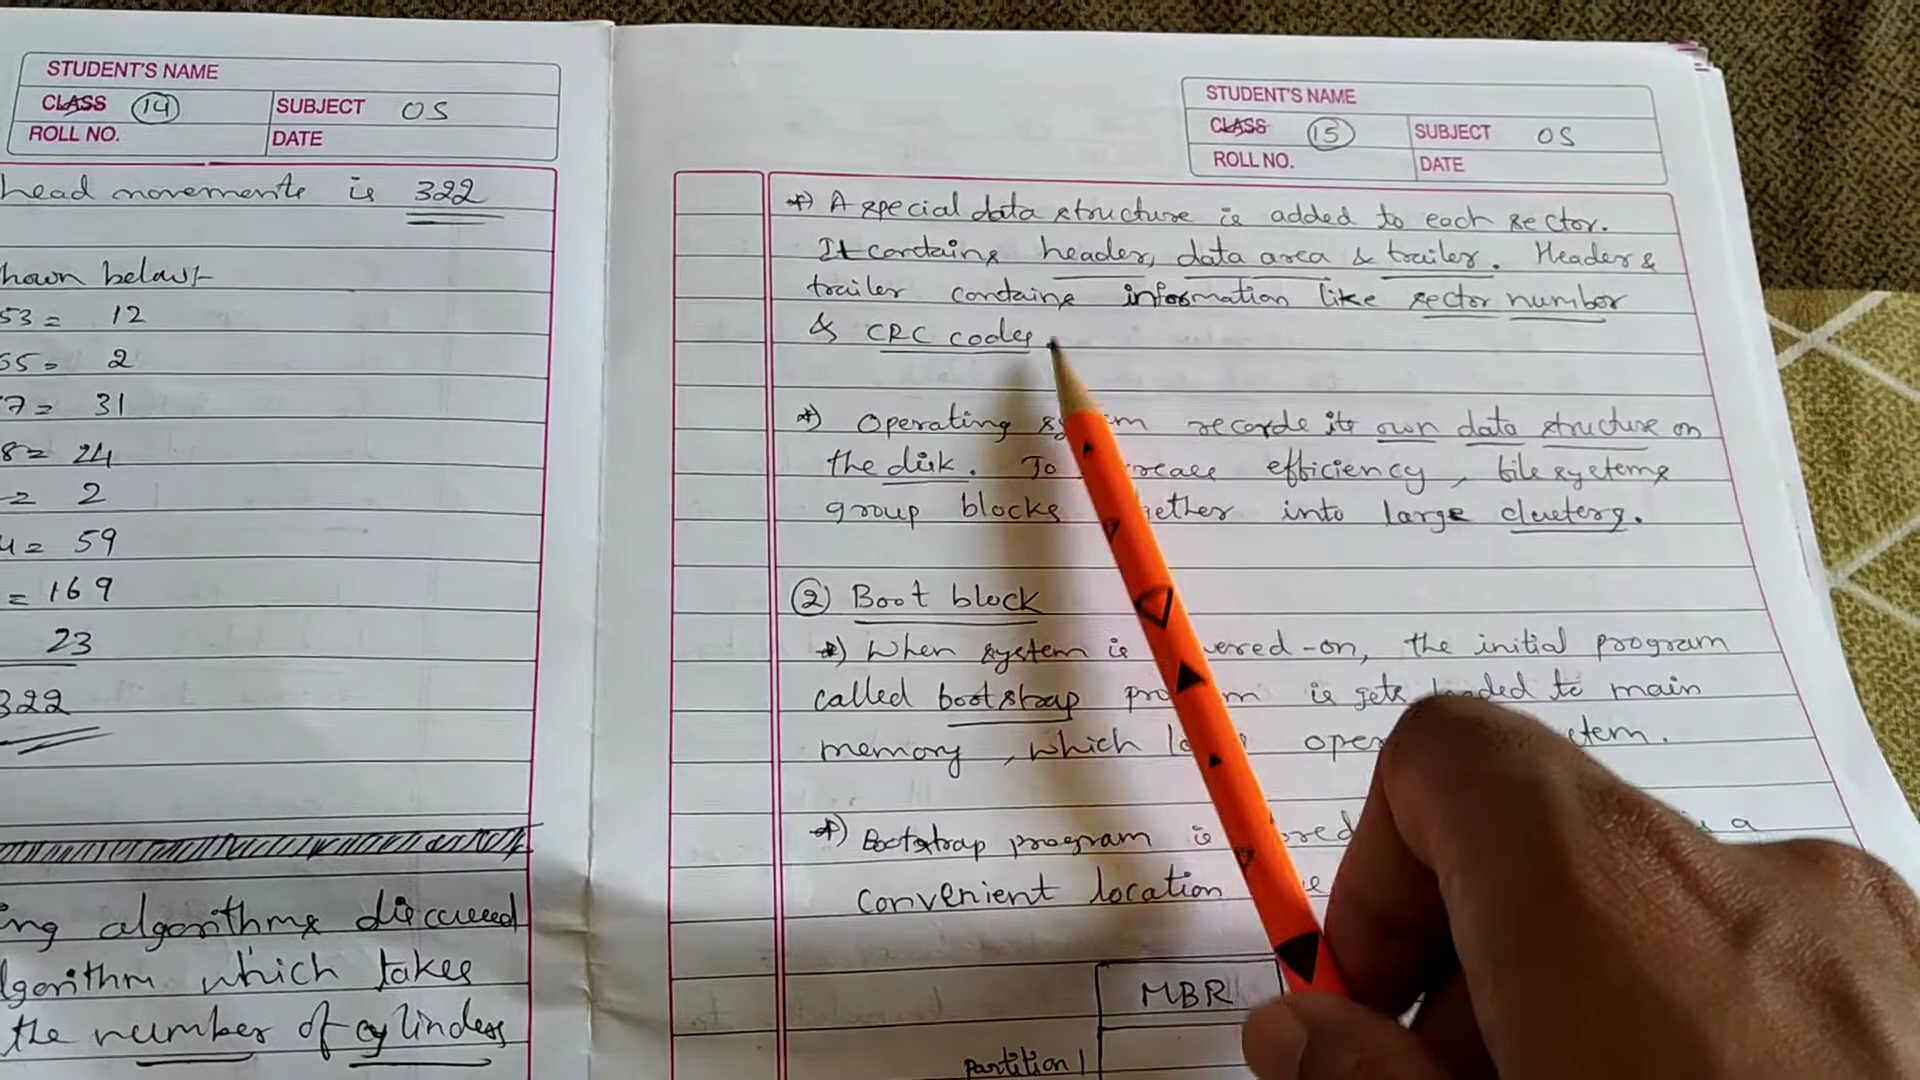 STUDENT'S NAME
CLASS 14 SUBJECT OS
ROLL NO. DATE
head movements is 322
hown below:-
53 = 12
65 = 2
7 = 31
8 = 24
= 2
4 = 59
= 169
23
322
ing algorithms discussed
lgorithm which takes
the number of cylinders
STUDENT'S NAME
CLASS 15 SUBJECT OS
ROLL NO. DATE
*) A special data structure is added to each sector.
It contains header, data area & trailer. Header &
trailer contains information like sector number
& CRC codes.
*) Operating records its own data structure on
the disk. To efficiency, file systems
group blocks into large clusters.
② Boot block
*) When system is -on, the initial program
called bootstrap is gets to main
memory, which
*) Bootstrap program is a
convenient location
MBR
Partition 1